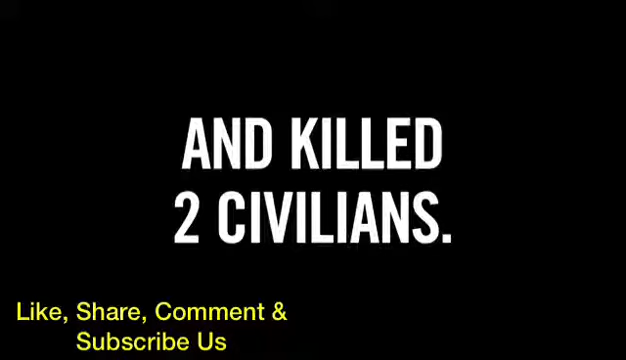 AND KILLED
2 CIVILIANS.
Like, Share, Comment &
Subscribe Us